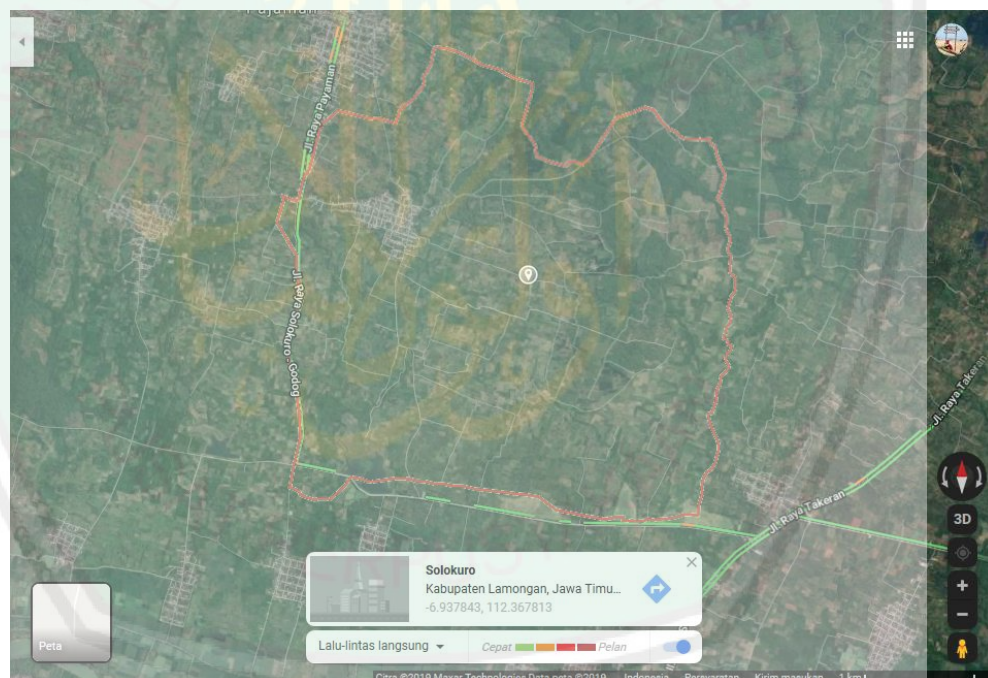 Payaman
Jl. Raya Payaman
Jl. Raya Solokuro - Godog
Jl. Raya Takeran
Jl. Raya Takeran
3D
Solokuro
Kabupaten Lamongan, Jawa Timu...
-6.937843, 112.367813
Peta
Lalu-lintas langsung
Cepat
Pelan
Citra ©2019 Maxar Technologies Data peta ©2019 Indonesia Persyaratan Kirim masukan 1 km